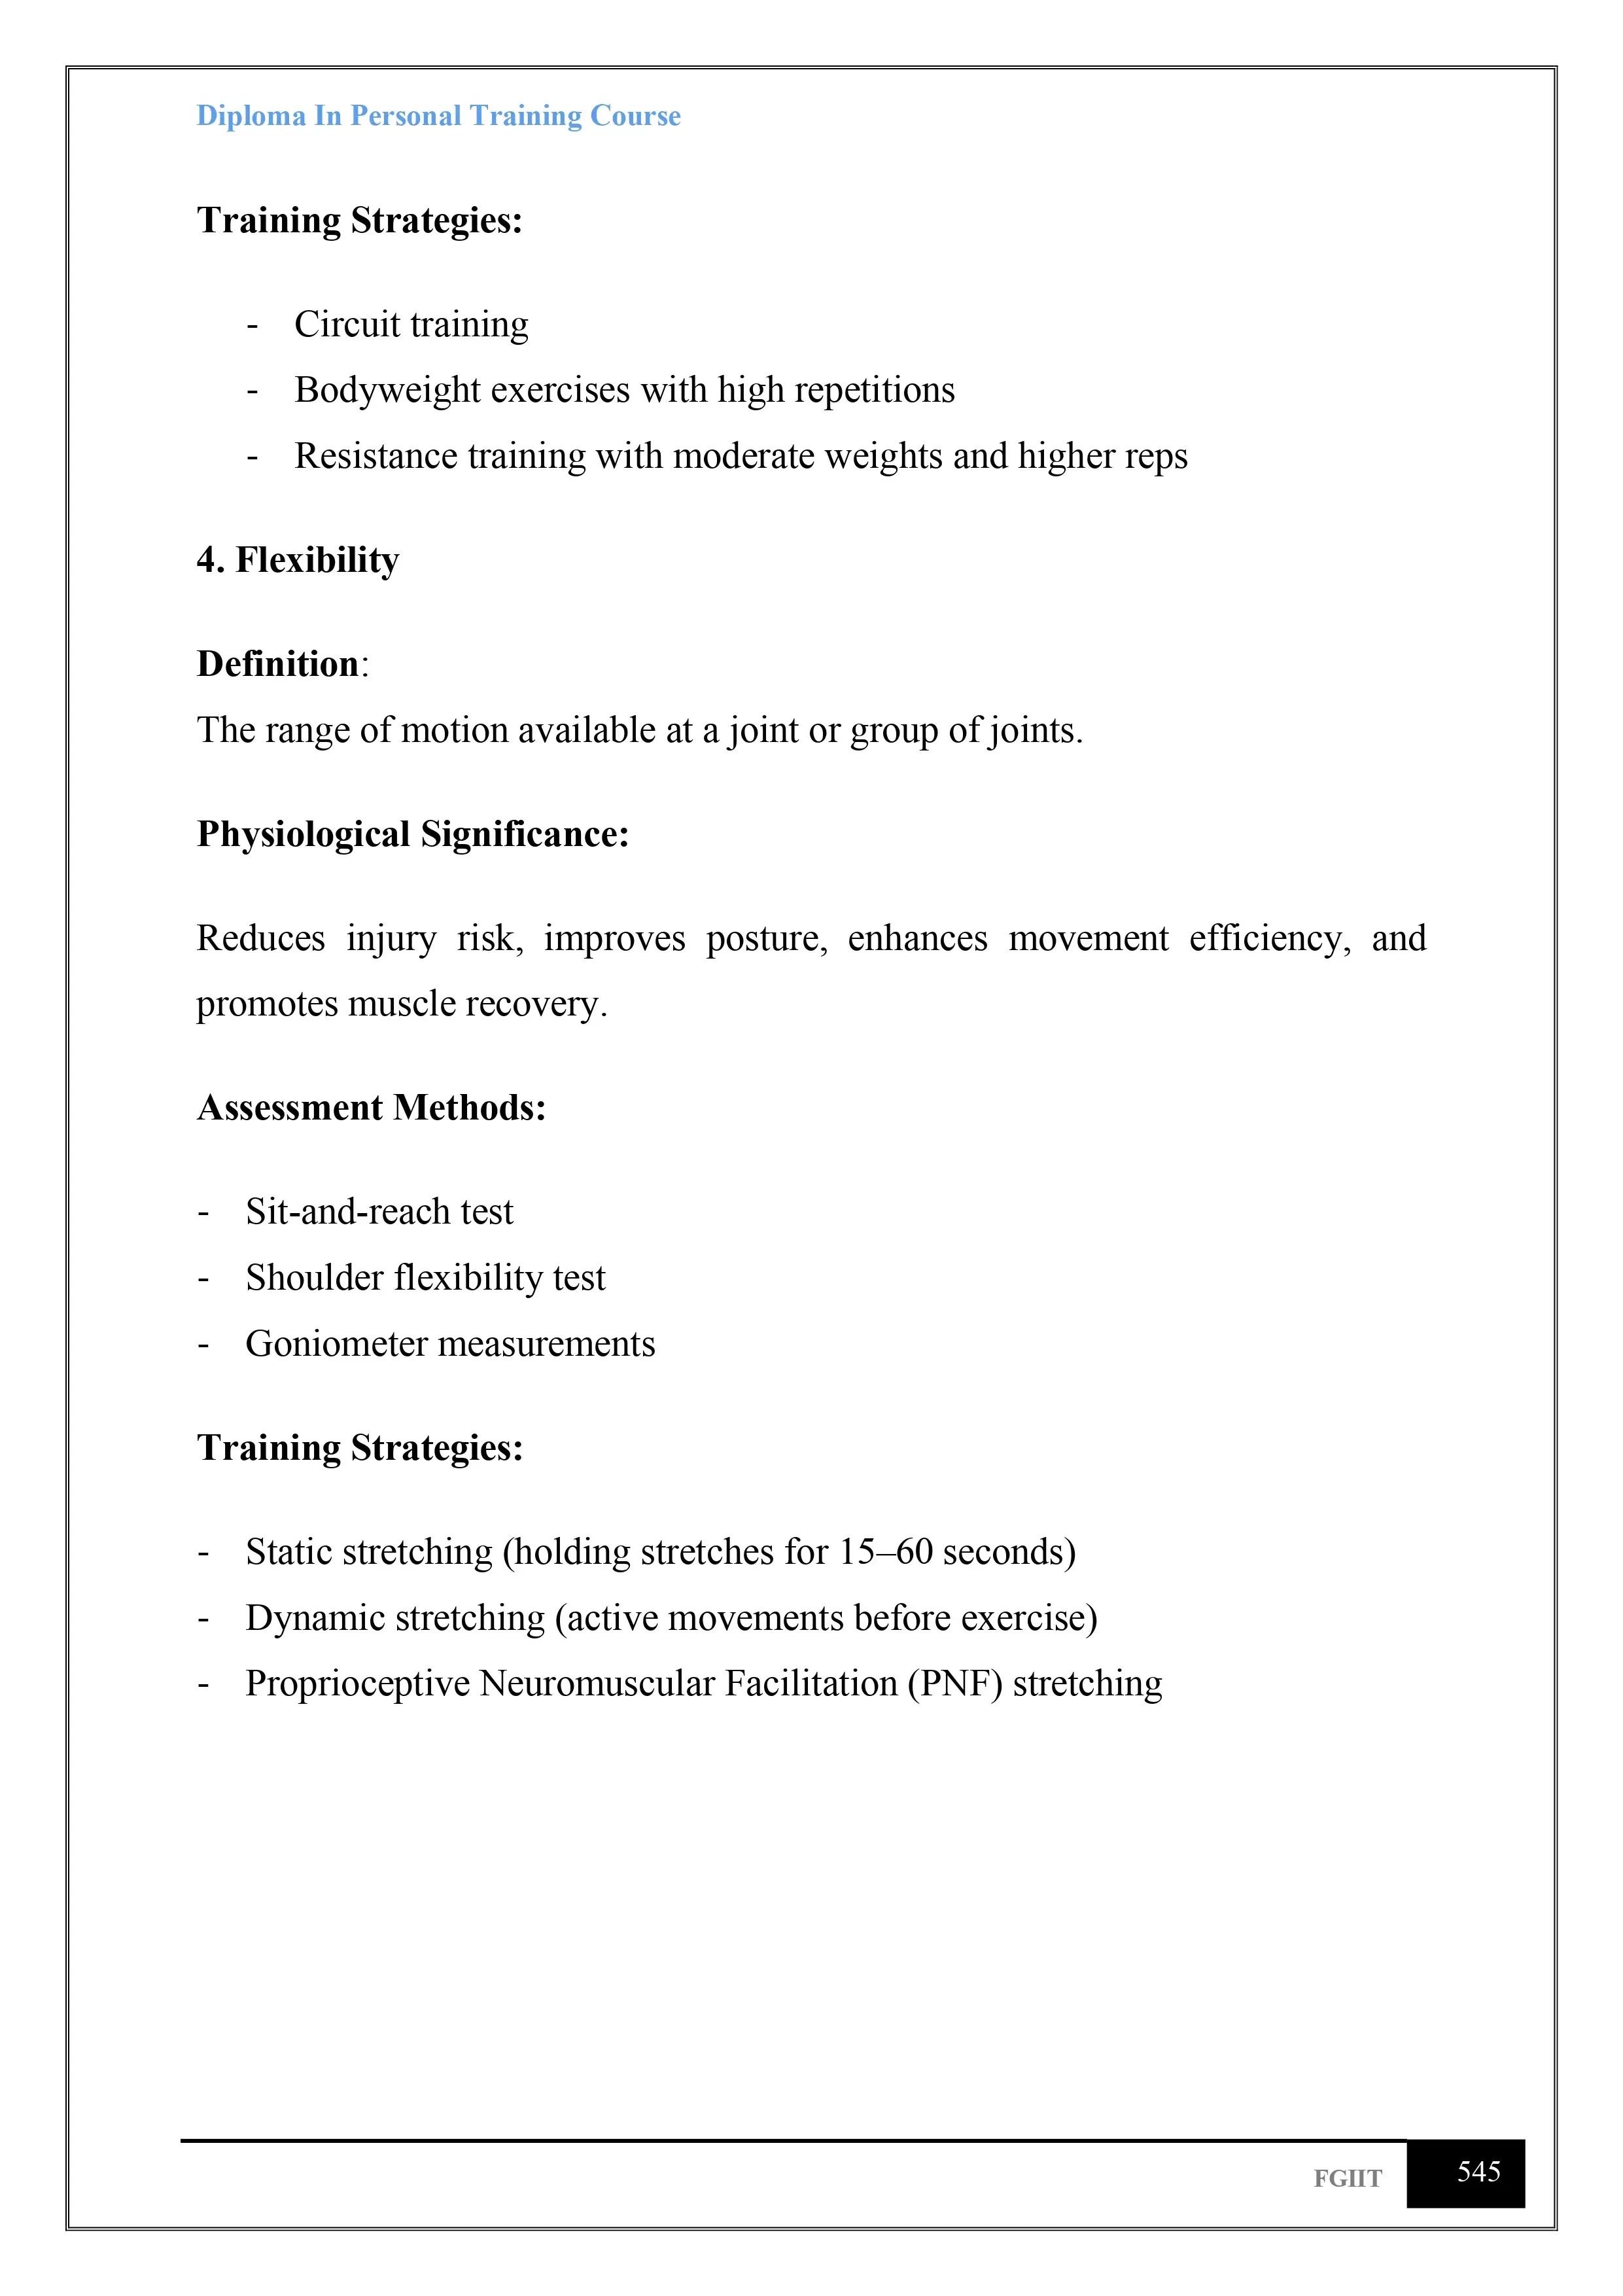 Diploma In Personal Training Course
Training Strategies:
- Circuit training
- Bodyweight exercises with high repetitions
- Resistance training with moderate weights and higher reps
4. Flexibility
Definition:
The range of motion available at a joint or group of joints.
Physiological Significance:
Reduces injury risk, improves posture, enhances movement efficiency, and
promotes muscle recovery.
Assessment Methods:
- Sit-and-reach test
- Shoulder flexibility test
- Goniometer measurements
Training Strategies:
- Static stretching (holding stretches for 15–60 seconds)
- Dynamic stretching (active movements before exercise)
- Proprioceptive Neuromuscular Facilitation (PNF) stretching
FGIIT 545